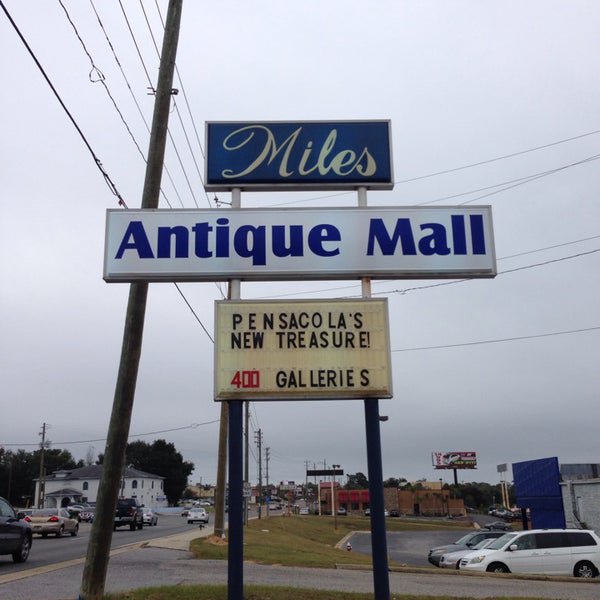 Miles
Antique Mall
PENSACOLA'S
NEW TREASURE!
400 GALLERIES